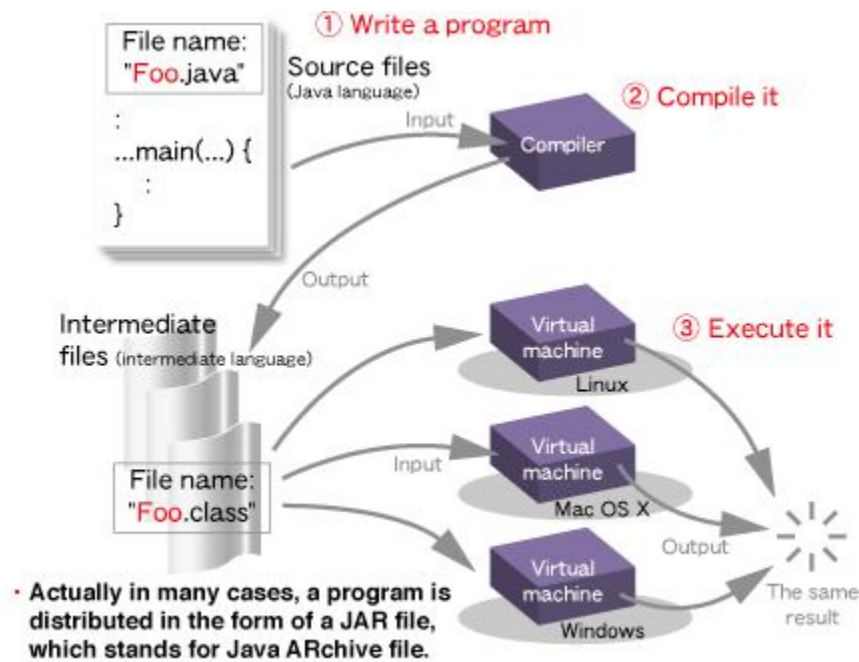 ① Write a program
File name:
"Foo.java"
Source files
(Java language)
:
...main(...) {
:
}
Input
② Compile it
Compiler
Output
Intermediate
files (intermediate language)
File name:
"Foo.class"
Input
③ Execute it
Virtual
machine
Linux
Virtual
machine
Mac OS X
Virtual
machine
Windows
Output
The same
result
· Actually in many cases, a program is
distributed in the form of a JAR file,
which stands for Java ARchive file.